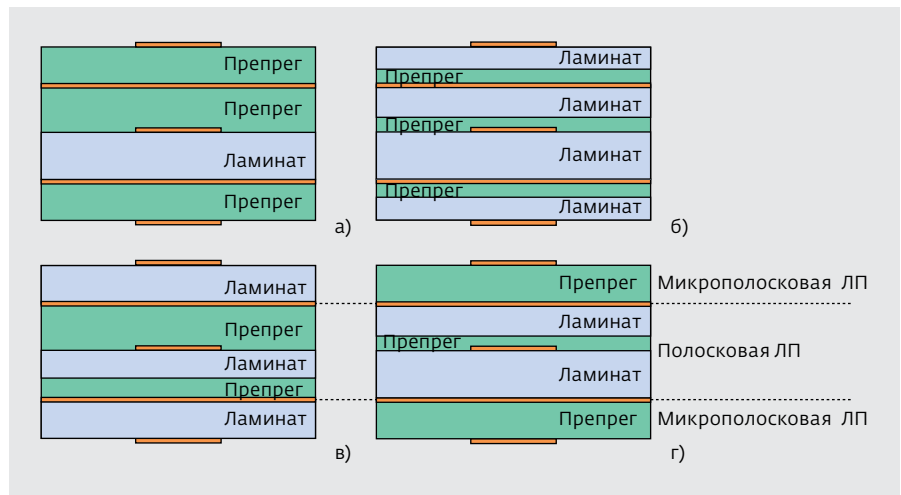 Препрег
Препрег
Ламинат
Препрег
а)
Ламинат
Препрег
Ламинат
Препрег
Ламинат
Препрег
Ламинат
б)
Ламинат
Препрег
Ламинат
Препрег
Ламинат
в)
Препрег
Ламинат
Препрег
Ламинат
Препрег
г)
Микрополосковая ЛП
Полосковая ЛП
Микрополосковая ЛП